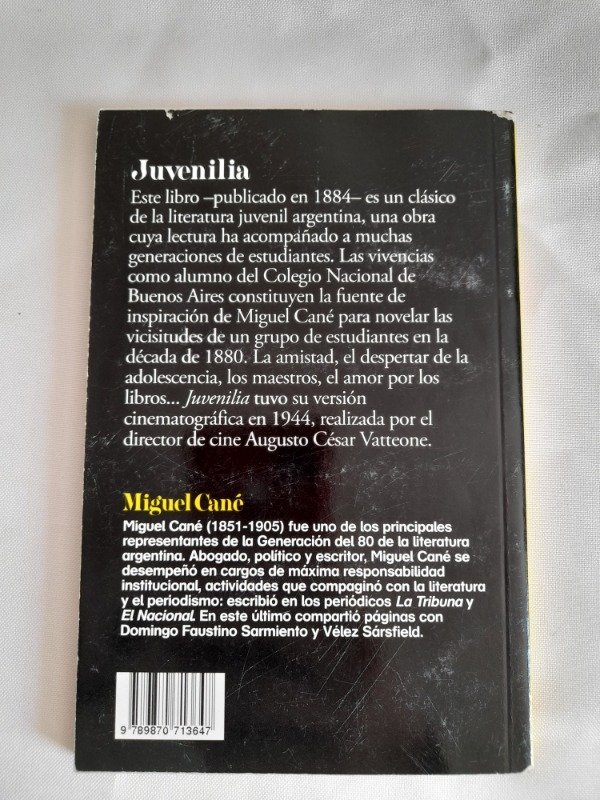 Juvenilia
Este libro –publicado en 1884– es un clásico
de la literatura juvenil argentina, una obra
cuya lectura ha acompañado a muchas
generaciones de estudiantes. Las vivencias
como alumno del Colegio Nacional de
Buenos Aires constituyen la fuente de
inspiración de Miguel Cané para novelar las
vicisitudes de un grupo de estudiantes en la
década de 1880. La amistad, el despertar de la
adolescencia, los maestros, el amor por los
libros... Juvenilia tuvo su versión
cinematográfica en 1944, realizada por el
director de cine Augusto César Vatteone.
Miguel Cané
Miguel Cané (1851-1905) fue uno de los principales
representantes de la Generación del 80 de la literatura
argentina. Abogado, político y escritor, Miguel Cané se
desempeñó en cargos de máxima responsabilidad
institucional, actividades que compaginó con la literatura
y el periodismo: escribió en los periódicos La Tribuna y
El Nacional. En este último compartió páginas con
Domingo Faustino Sarmiento y Vélez Sársfield.
9 789870 713647